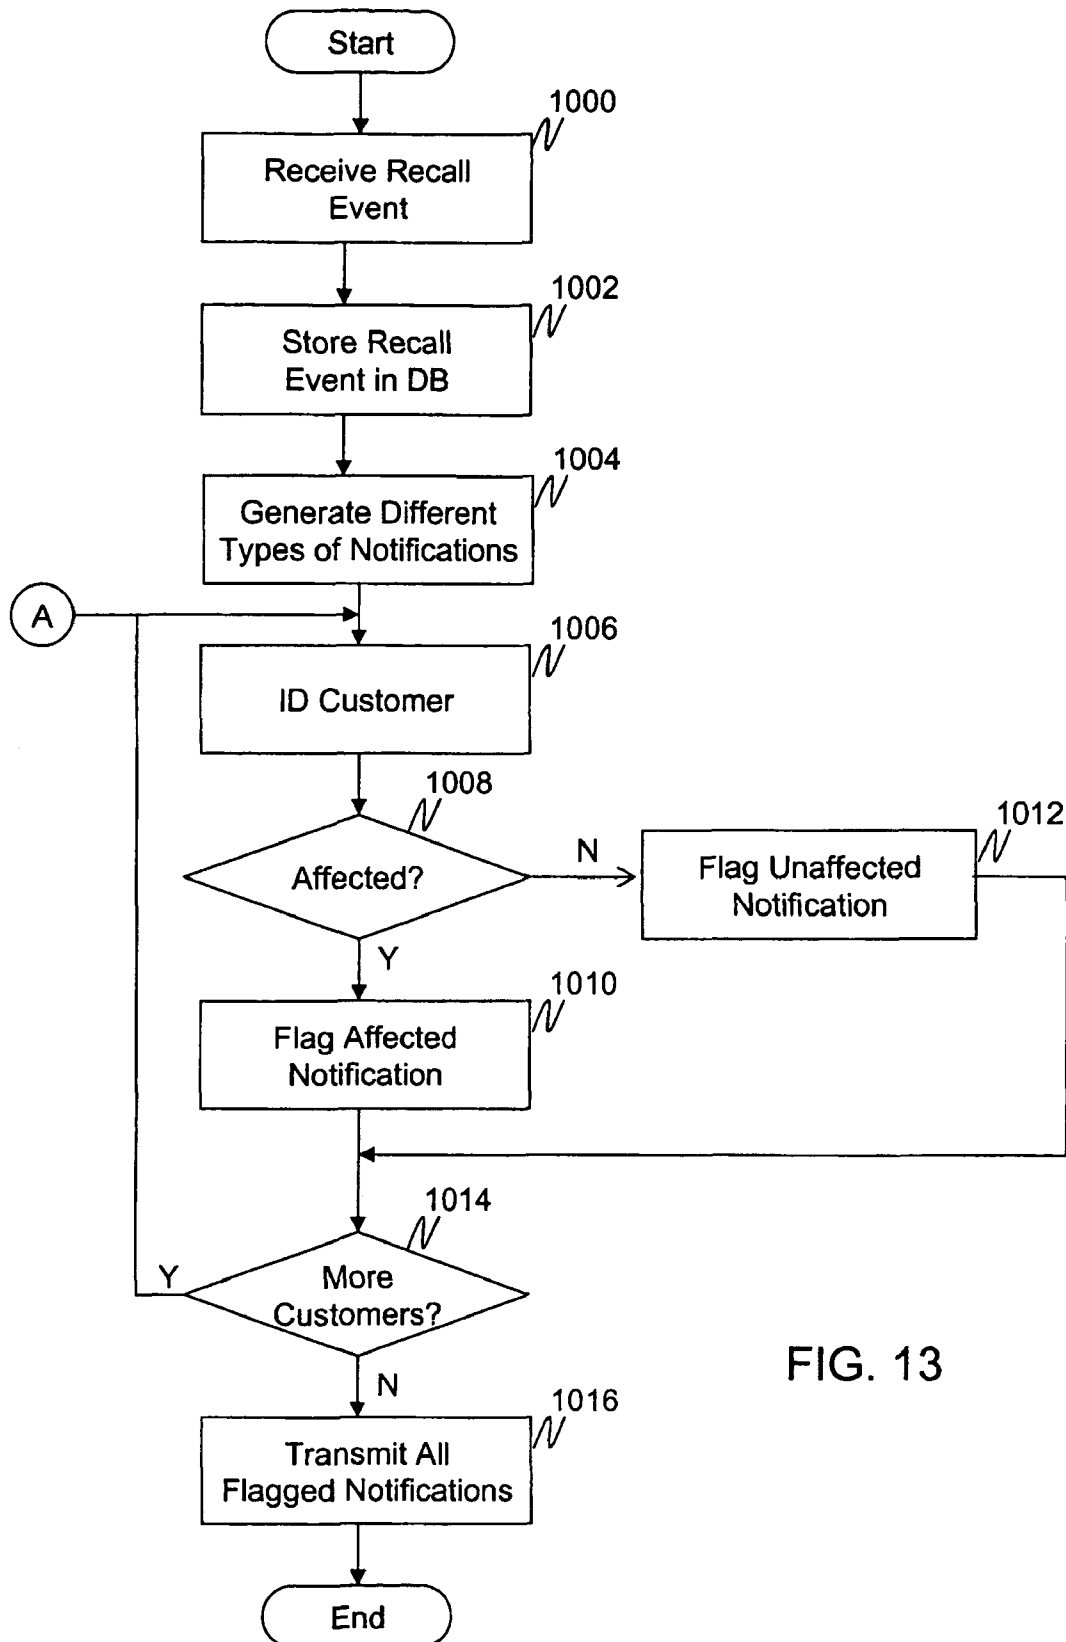 Start
1000
Receive Recall
Event
1002
Store Recall
Event in DB
1004
Generate Different
Types of Notifications
A
1006
ID Customer
1008
Affected?
N
1012
Flag Unaffected
Notification
Y
1010
Flag Affected
Notification
1014
Y
More
Customers?
N
FIG. 13
1016
Transmit All
Flagged Notifications
End